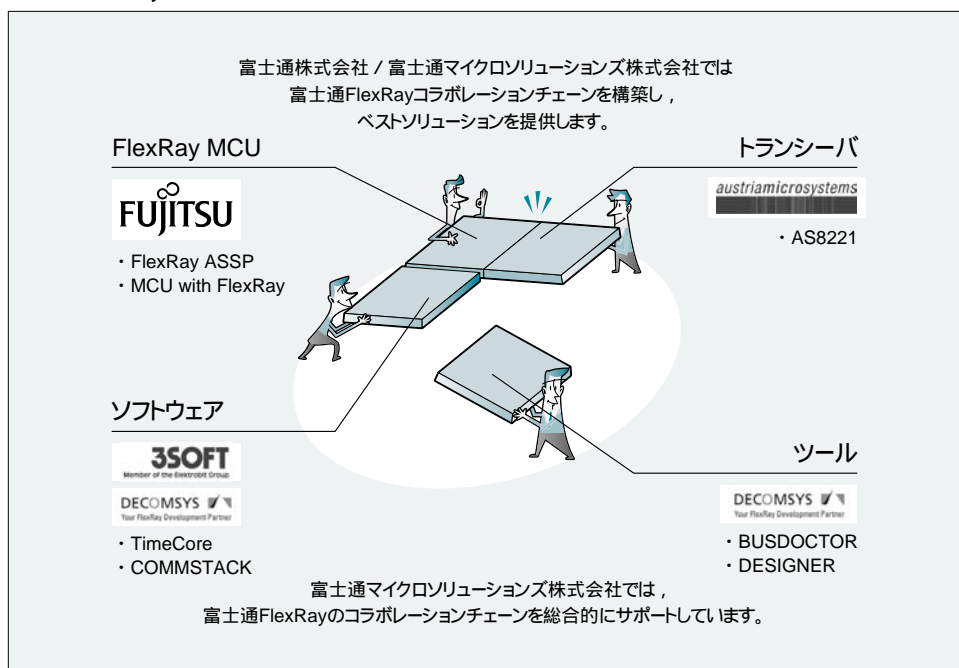 富士通株式会社 / 富士通マイクロソリューションズ株式会社では
富士通FlexRayコラボレーションチェーンを構築し ,
ベストソリューションを提供します。
FlexRay MCU
FUJITSU
・FlexRay ASSP
・MCU with FlexRay
トランシーバ
austriamicrosystems
・AS8221
ソフトウェア
3SOFT
Member of the Elektrobit Group
DECOMSYS
Your FlexRay Development Partner
・TimeCore
・COMMSTACK
ツール
DECOMSYS
Your FlexRay Development Partner
・BUSDOCTOR
・DESIGNER
富士通マイクロソリューションズ株式会社では ,
富士通FlexRayのコラボレーションチェーンを総合的にサポートしています。